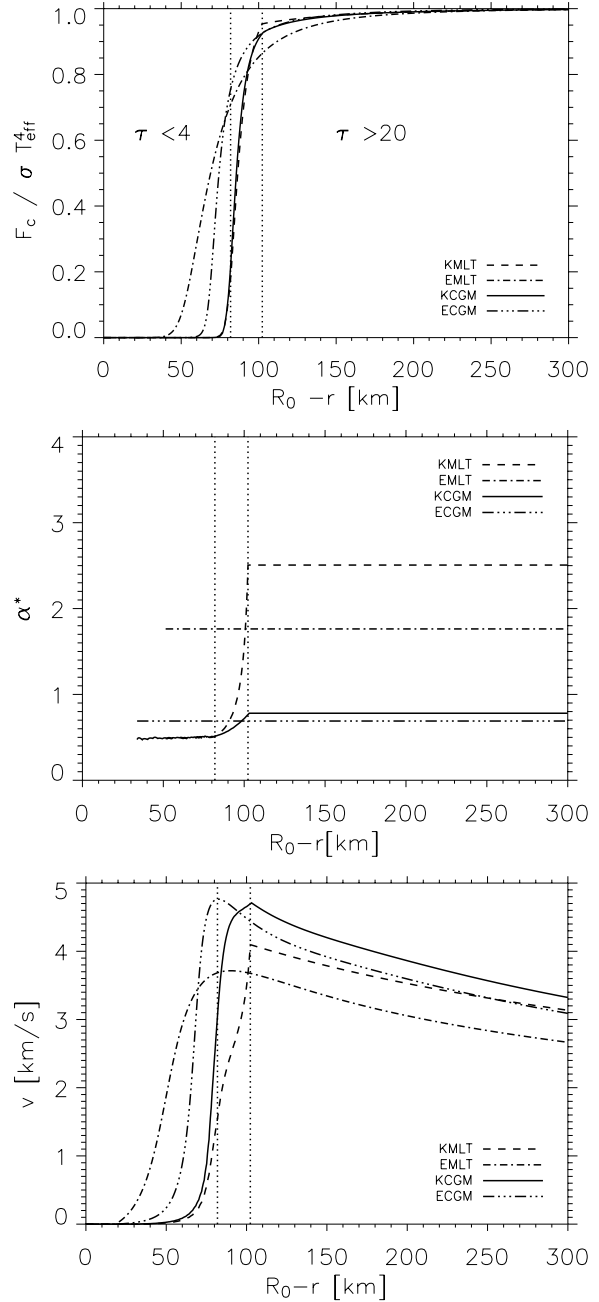 1.0
0.8
0.6
0.4
0.2
0.0
F_c / σ T_eff^4
τ <4
τ >20
KMLT
EMLT
KCGM
ECGM
0 50 100 150 200 250 300
R_0 -r [km]
4
3
2
1
0
α*
KMLT
EMLT
KCGM
ECGM
0 50 100 150 200 250 300
R_0-r[km]
5
4
3
2
1
0
v [km/s]
KMLT
EMLT
KCGM
ECGM
0 50 100 150 200 250 300
R_0-r [km]